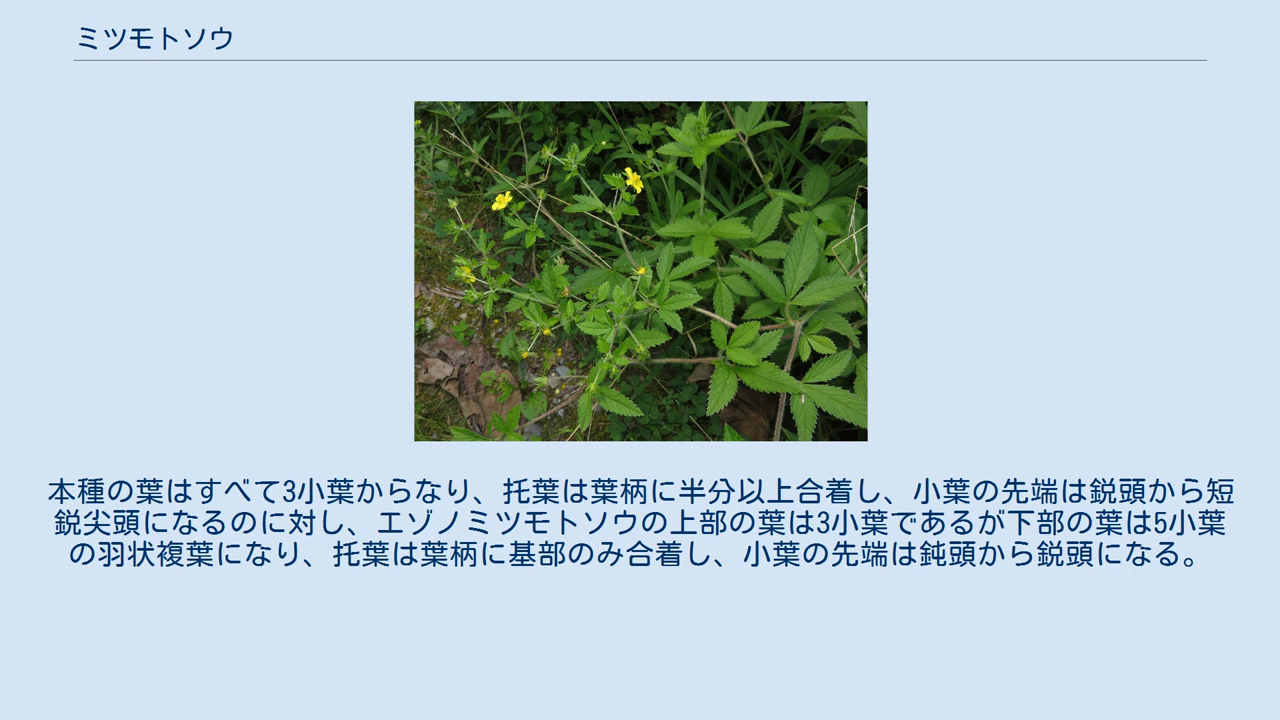 ミツモトソウ
本種の葉はすべて3小葉からなり、托葉は葉柄に半分以上合着し、小葉の先端は鋭頭から短
鋭尖頭になるのに対し、エゾノミツモトソウの上部の葉は3小葉であるが下部の葉は5小葉
の羽状複葉になり、托葉は葉柄に基部のみ合着し、小葉の先端は鈍頭から鋭頭になる。